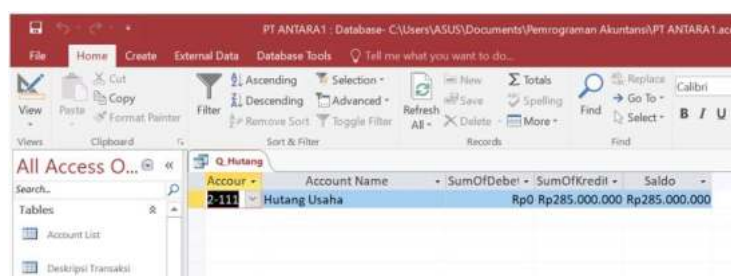 PT ANTARA1 : Database- C:\Users\ASUS\Documents\Pemrograman Akuntansi\PT ANTARA1.acc
File Home Create External Data Database Tools Tell me what you want to do...
View Paste Cut Copy Format Painter
Filter Ascending Descending Remove Sort Selection Advanced Toggle Filter
Refresh All New Save Delete Totals Spelling More
Find Replace Go To Select Calibri B I U
Views Clipboard Sort & Filter Records Find
All Access O... « Q_Hutang
Search... Accour Account Name SumOfDebet SumOfKredit Saldo
Tables 2-111 Hutang Usaha Rp0 Rp285.000.000 Rp285.000.000
Account List
Deskripsi Transaksi